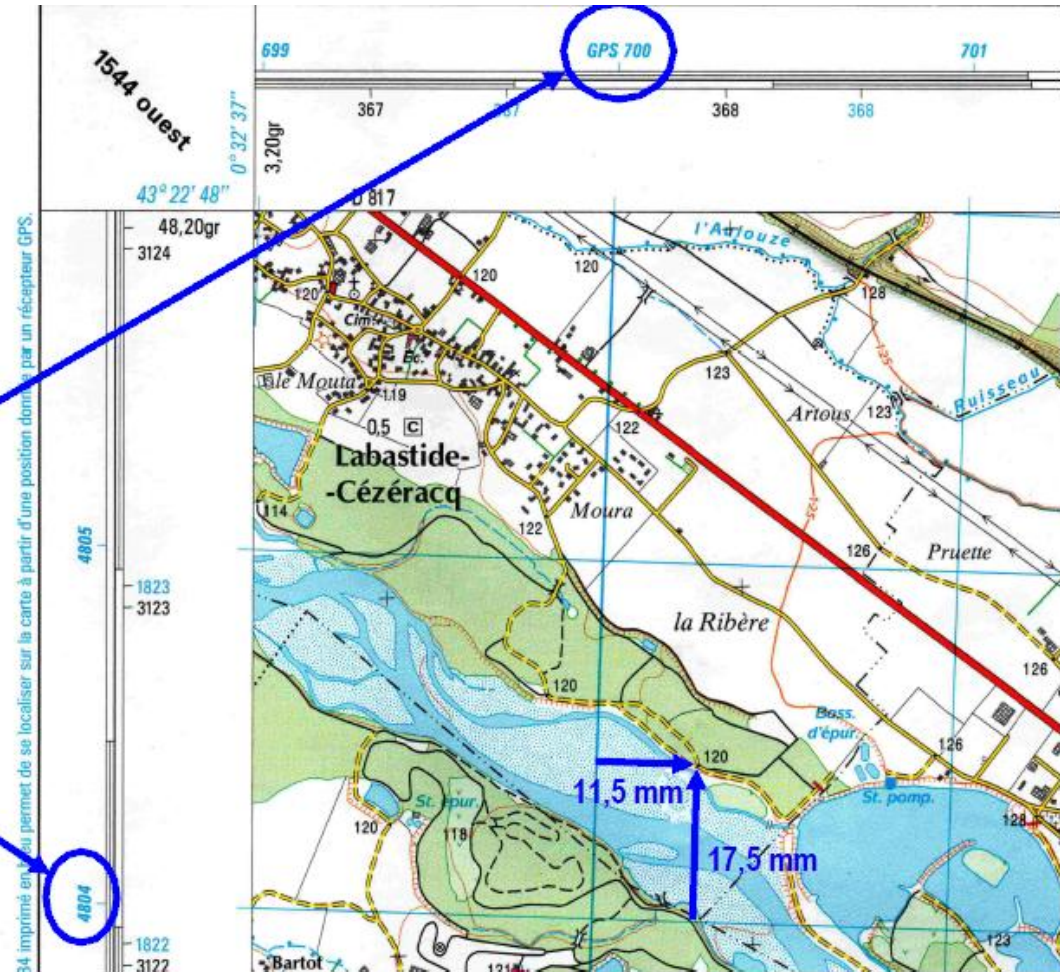 699
GPS 700
701
1544 ouest
367
368
368
0° 32' 37"
3,20gr
43° 22' 48"
D 817
48,20gr
3124
l'Aulouze
120
120
120
128
Cim.
Ec.
125
le Mouta
119
123
Ruisseau
Artous
123
0,5 C
122
Labastide-
-Cézéracq
114
122
Moura
125
4805
126
Pruette
1823
3123
la Ribère
126
120
Bass.
d'épur.
120
126
11,5 mm
St. épur.
St. pomp.
120
118
128
17,5 mm
4804
1822
3122
123
Bartot
131
imprimé en bleu permet de se localiser sur la carte à partir d'une position donnée par un récepteur GPS.